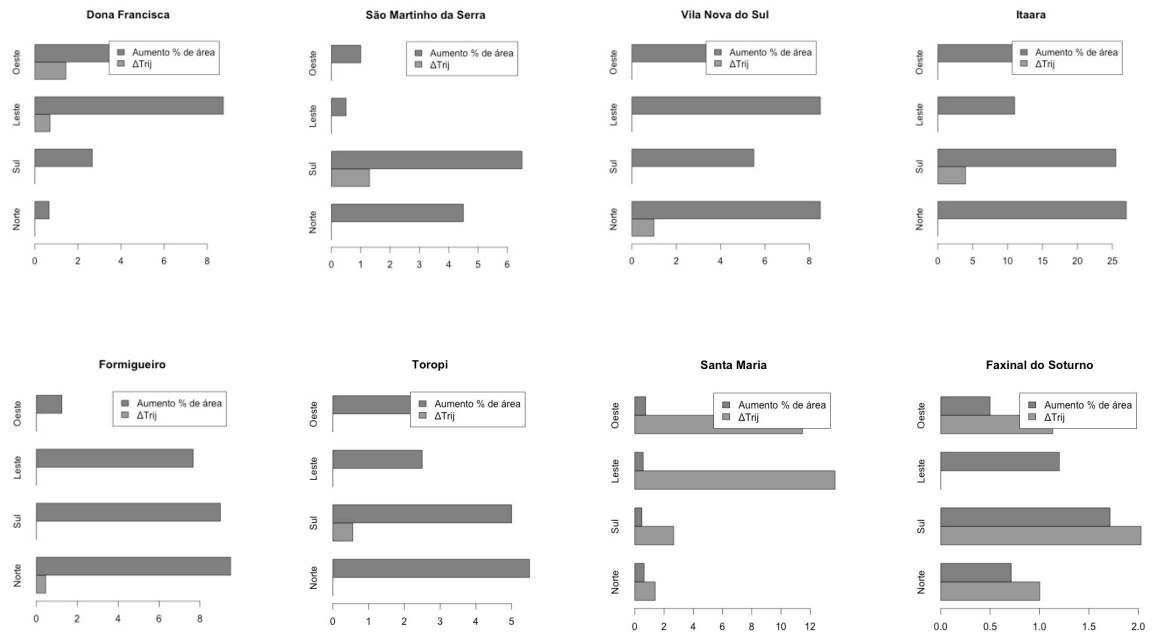 Dona Francisca
Oeste
Leste
Sul
Norte
Aumento % de área
ΔTrij
0 2 4 6 8
São Martinho da Serra
Oeste
Leste
Sul
Norte
Aumento % de área
ΔTrij
0 1 2 3 4 5 6
Vila Nova do Sul
Oeste
Leste
Sul
Norte
Aumento % de área
ΔTrij
0 2 4 6 8
Itaara
Oeste
Leste
Sul
Norte
Aumento % de área
ΔTrij
0 5 10 15 20 25
Formigueiro
Oeste
Leste
Sul
Norte
Aumento % de área
ΔTrij
0 2 4 6 8
Toropi
Oeste
Leste
Sul
Norte
Aumento % de área
ΔTrij
0 1 2 3 4 5
Santa Maria
Oeste
Leste
Sul
Norte
Aumento % de área
ΔTrij
0 2 4 6 8 10 12
Faxinal do Soturno
Oeste
Leste
Sul
Norte
Aumento % de área
ΔTrij
0.0 0.5 1.0 1.5 2.0